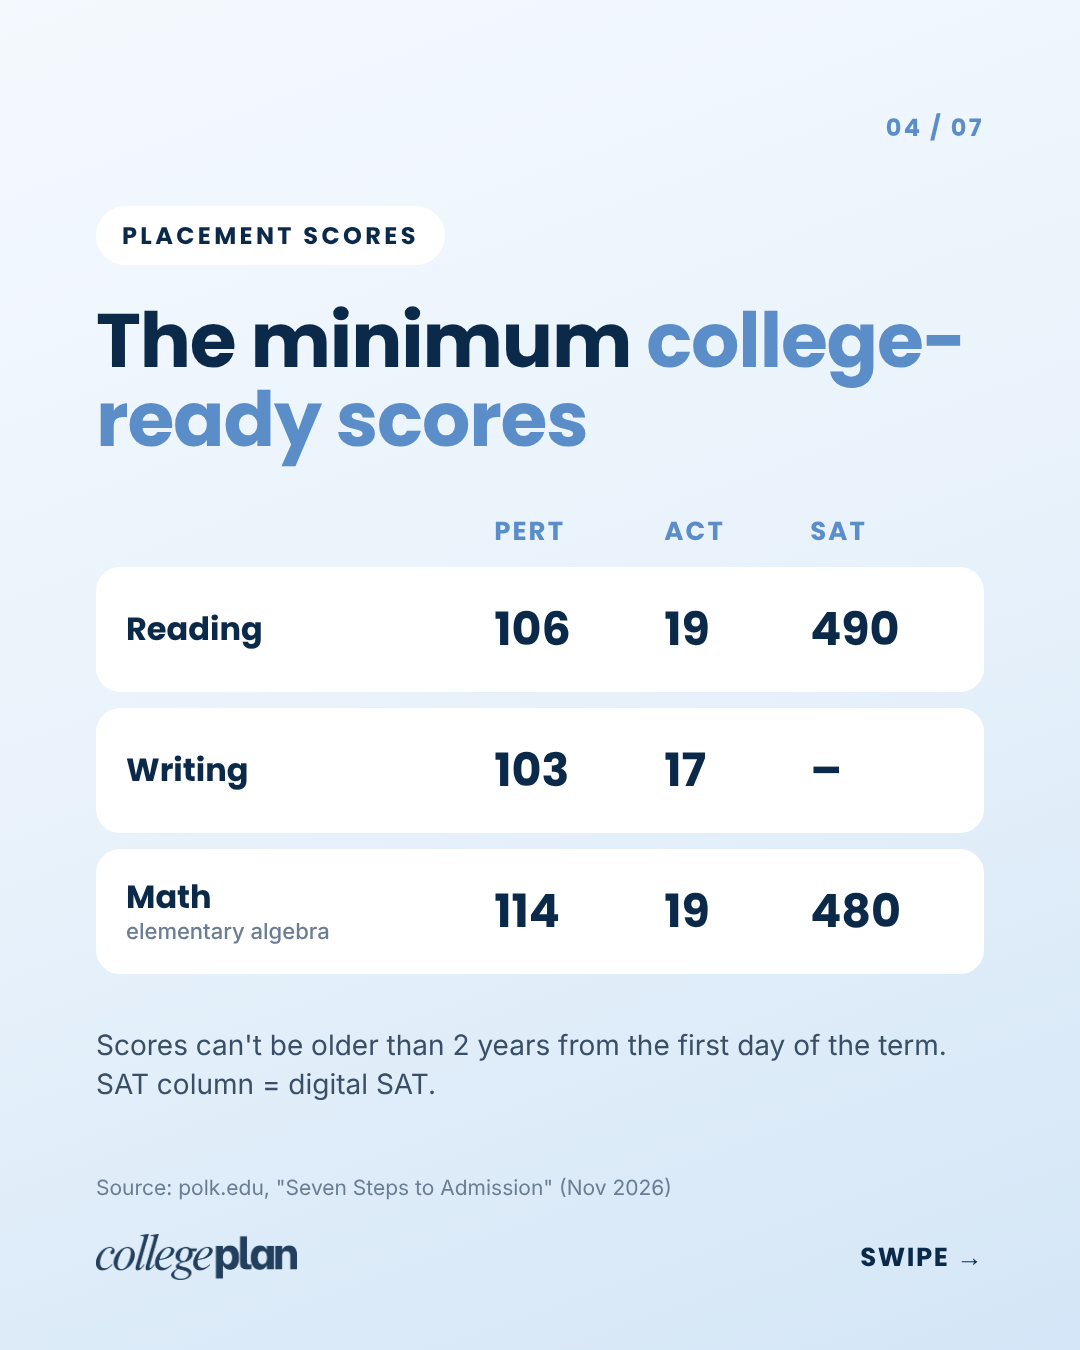 04 / 07
PLACEMENT SCORES
The minimum college-
ready scores
PERT ACT SAT
Reading 106 19 490
Writing 103 17 –
Math 114 19 480
elementary algebra
Scores can't be older than 2 years from the first day of the term.
SAT column = digital SAT.
Source: polk.edu, "Seven Steps to Admission" (Nov 2026)
collegeplan
SWIPE →